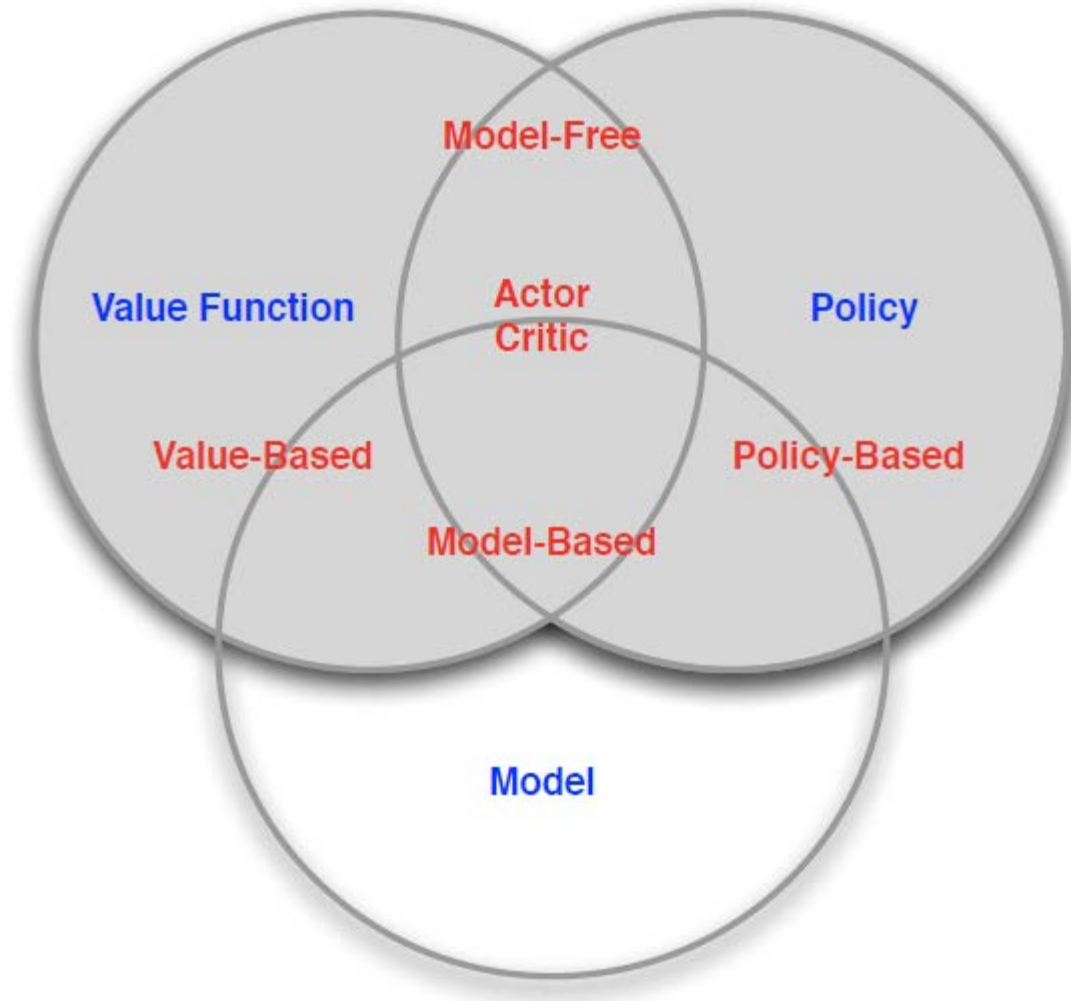 Model-Free
Actor
Critic
Value Function
Policy
Value-Based
Policy-Based
Model-Based
Model